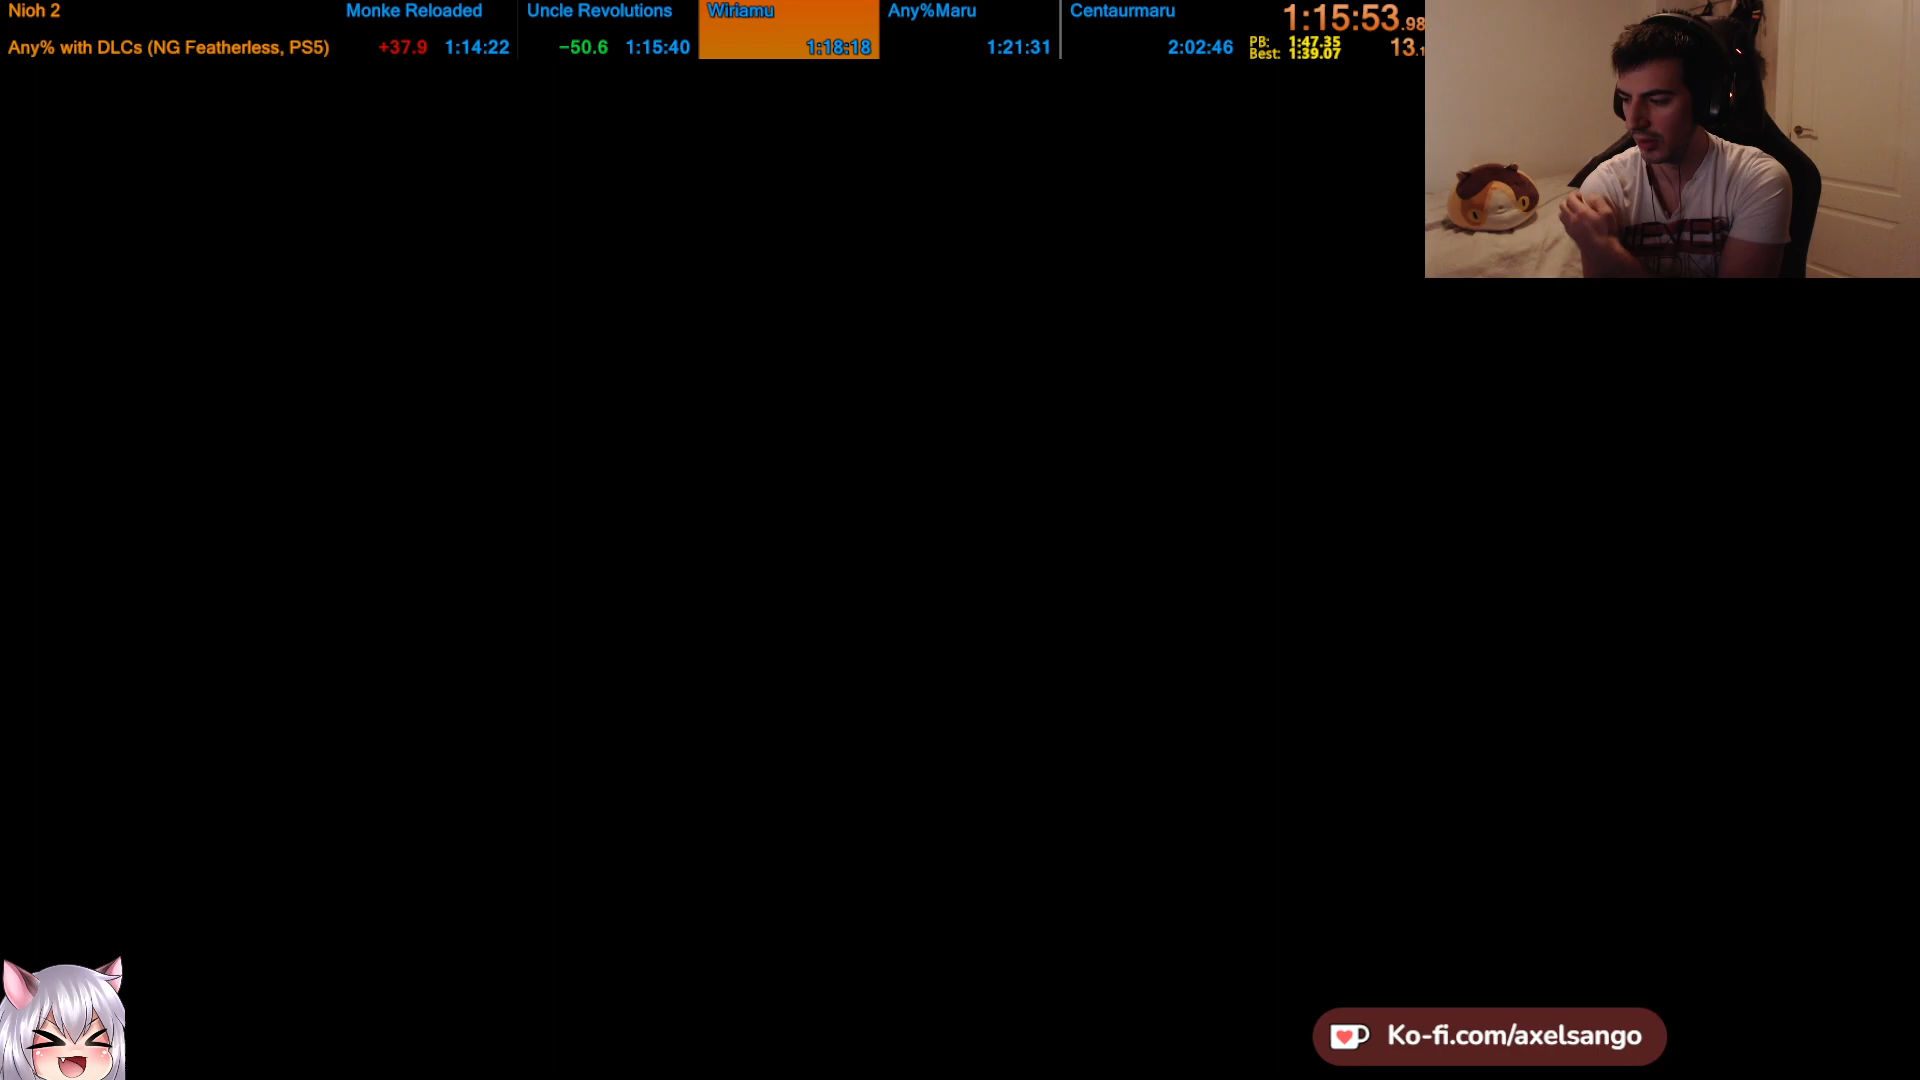 Nioh 2
Any% with DLCs (NG Featherless, PS5)
Monke Reloaded
+37.9 1:14:22
Uncle Revolutions
−50.6 1:15:40
Wiriamu
1:18:18
Any%Maru
1:21:31
Centaurmaru
2:02:46
1:15:53.98
PB: 1:47.35
Best: 1:39.07
13.1
Ko-fi.com/axelsango